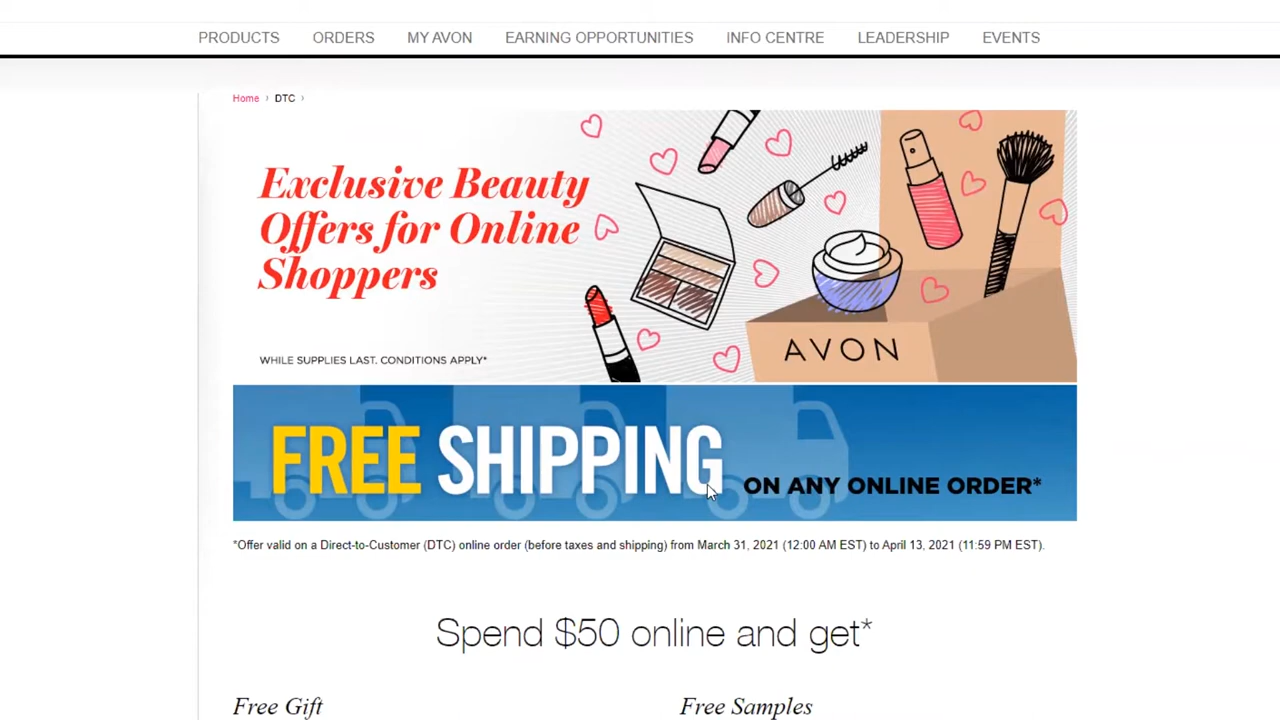 PRODUCTS ORDERS MY AVON EARNING OPPORTUNITIES INFO CENTRE LEADERSHIP EVENTS
Home › DTC ›
Exclusive Beauty
Offers for Online
Shoppers
WHILE SUPPLIES LAST. CONDITIONS APPLY*
AVON
FREE SHIPPING ON ANY ONLINE ORDER*
*Offer valid on a Direct-to-Customer (DTC) online order (before taxes and shipping) from March 31, 2021 (12:00 AM EST) to April 13, 2021 (11:59 PM EST).
Spend $50 online and get*
Free Gift Free Samples